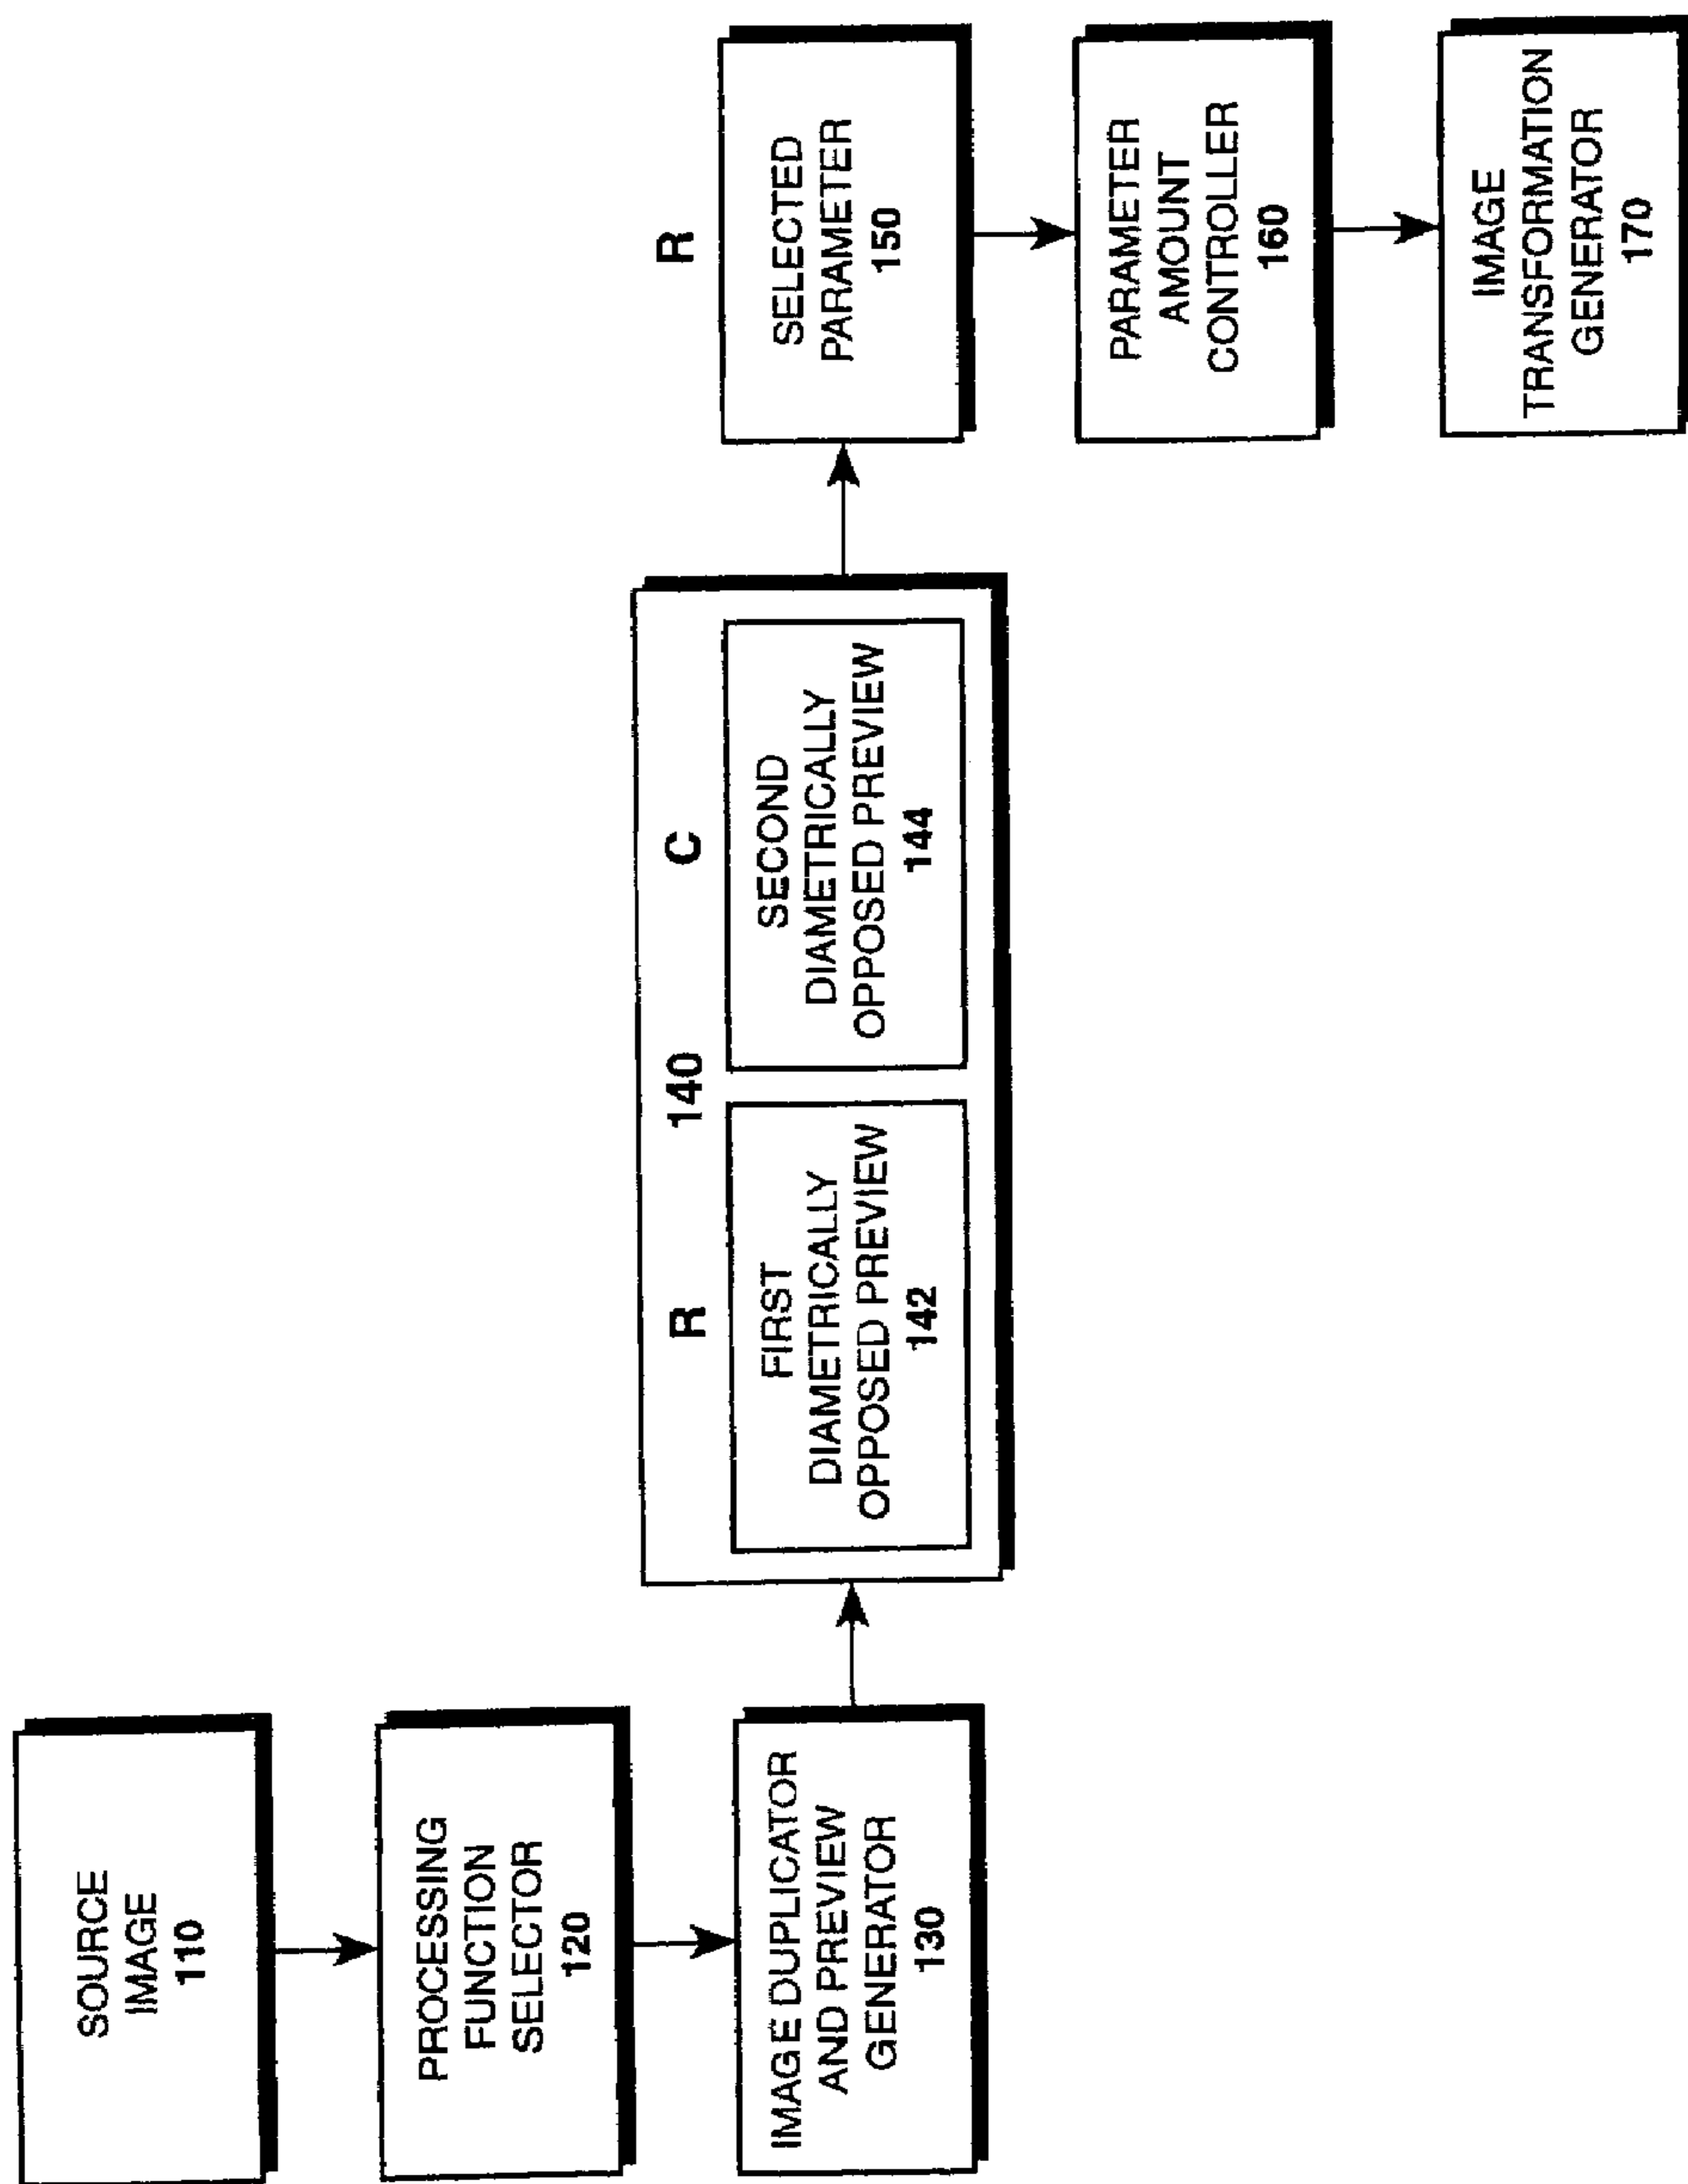 SOURCE
IMAGE
110
PROCESSING
FUNCTION
SELECTOR
120
IMAGE DUPLICATOR
AND PREVIEW
GENERATOR
130
R
140
C
FIRST
DIAMETRICALLY
OPPOSED PREVIEW
142
SECOND
DIAMETRICALLY
OPPOSED PREVIEW
144
R
SELECTED
PARAMETER
150
PARAMETER
AMOUNT
CONTROLLER
160
IMAGE
TRANSFORMATION
GENERATOR
170